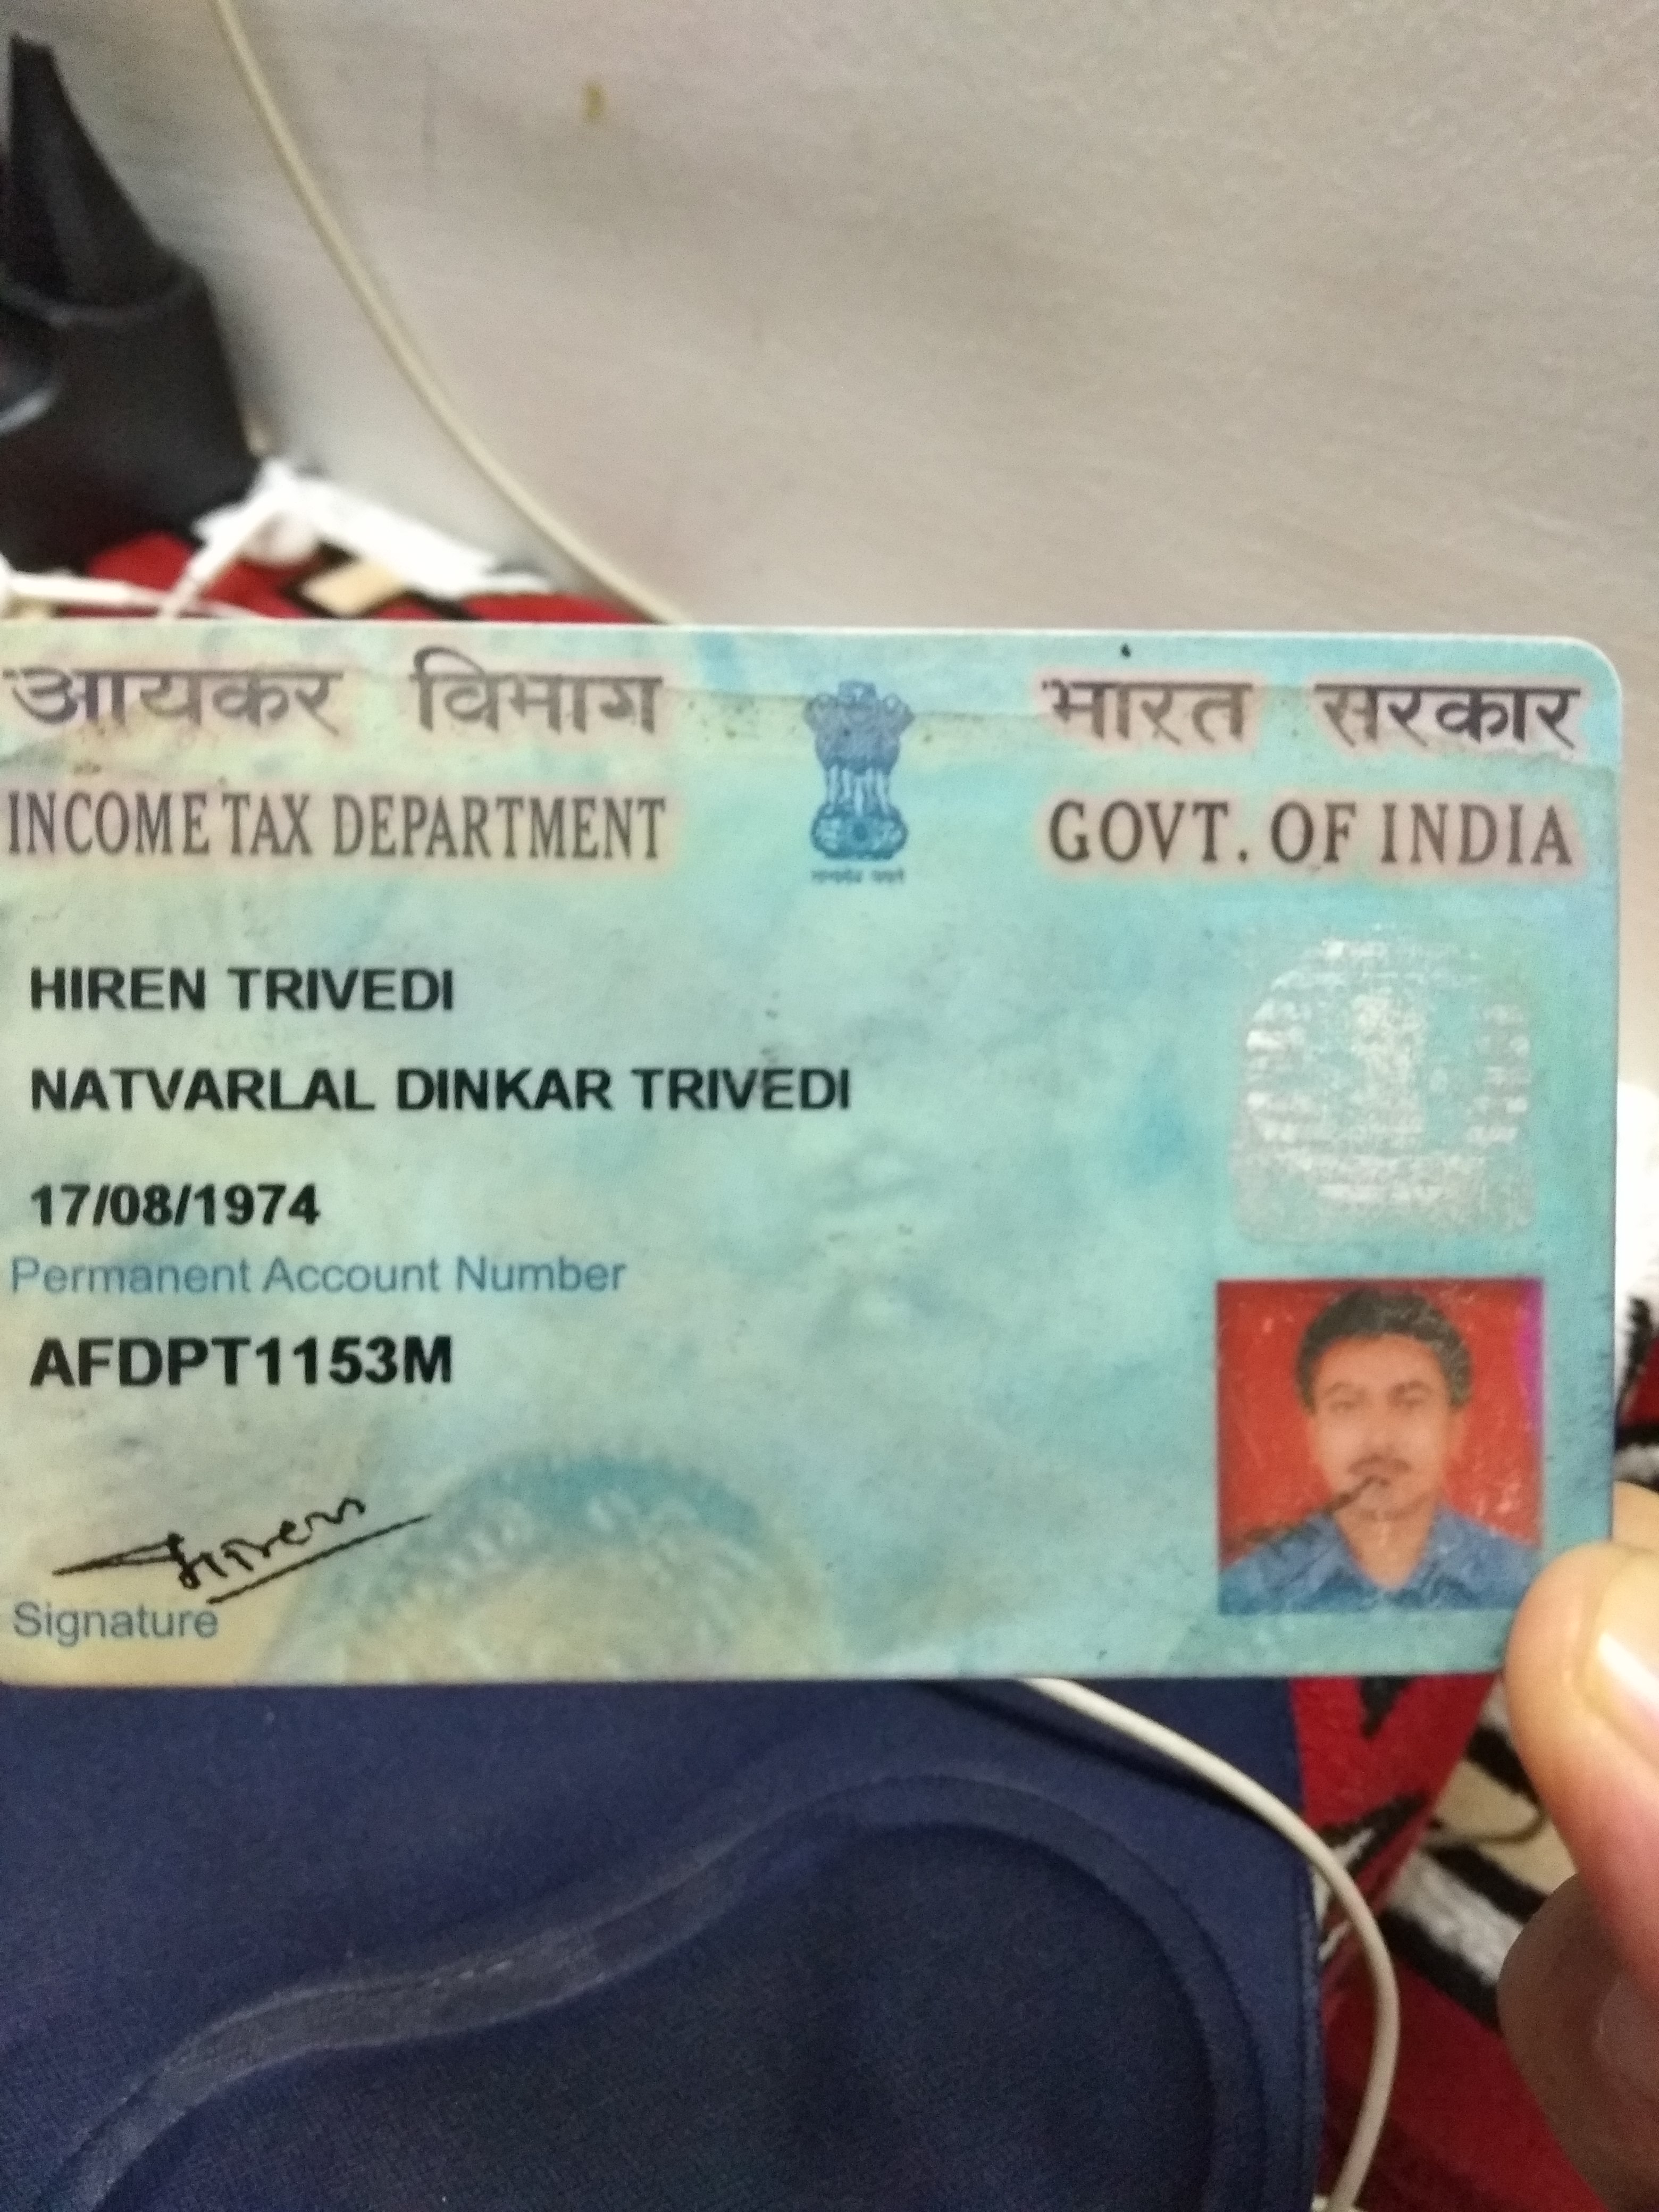 आयकर विभाग
भारत सरकार
INCOME TAX DEPARTMENT
GOVT. OF INDIA
HIREN TRIVEDI
NATVARLAL DINKAR TRIVEDI
17/08/1974
Permanent Account Number
AFDPT1153M
Hiren
Signature